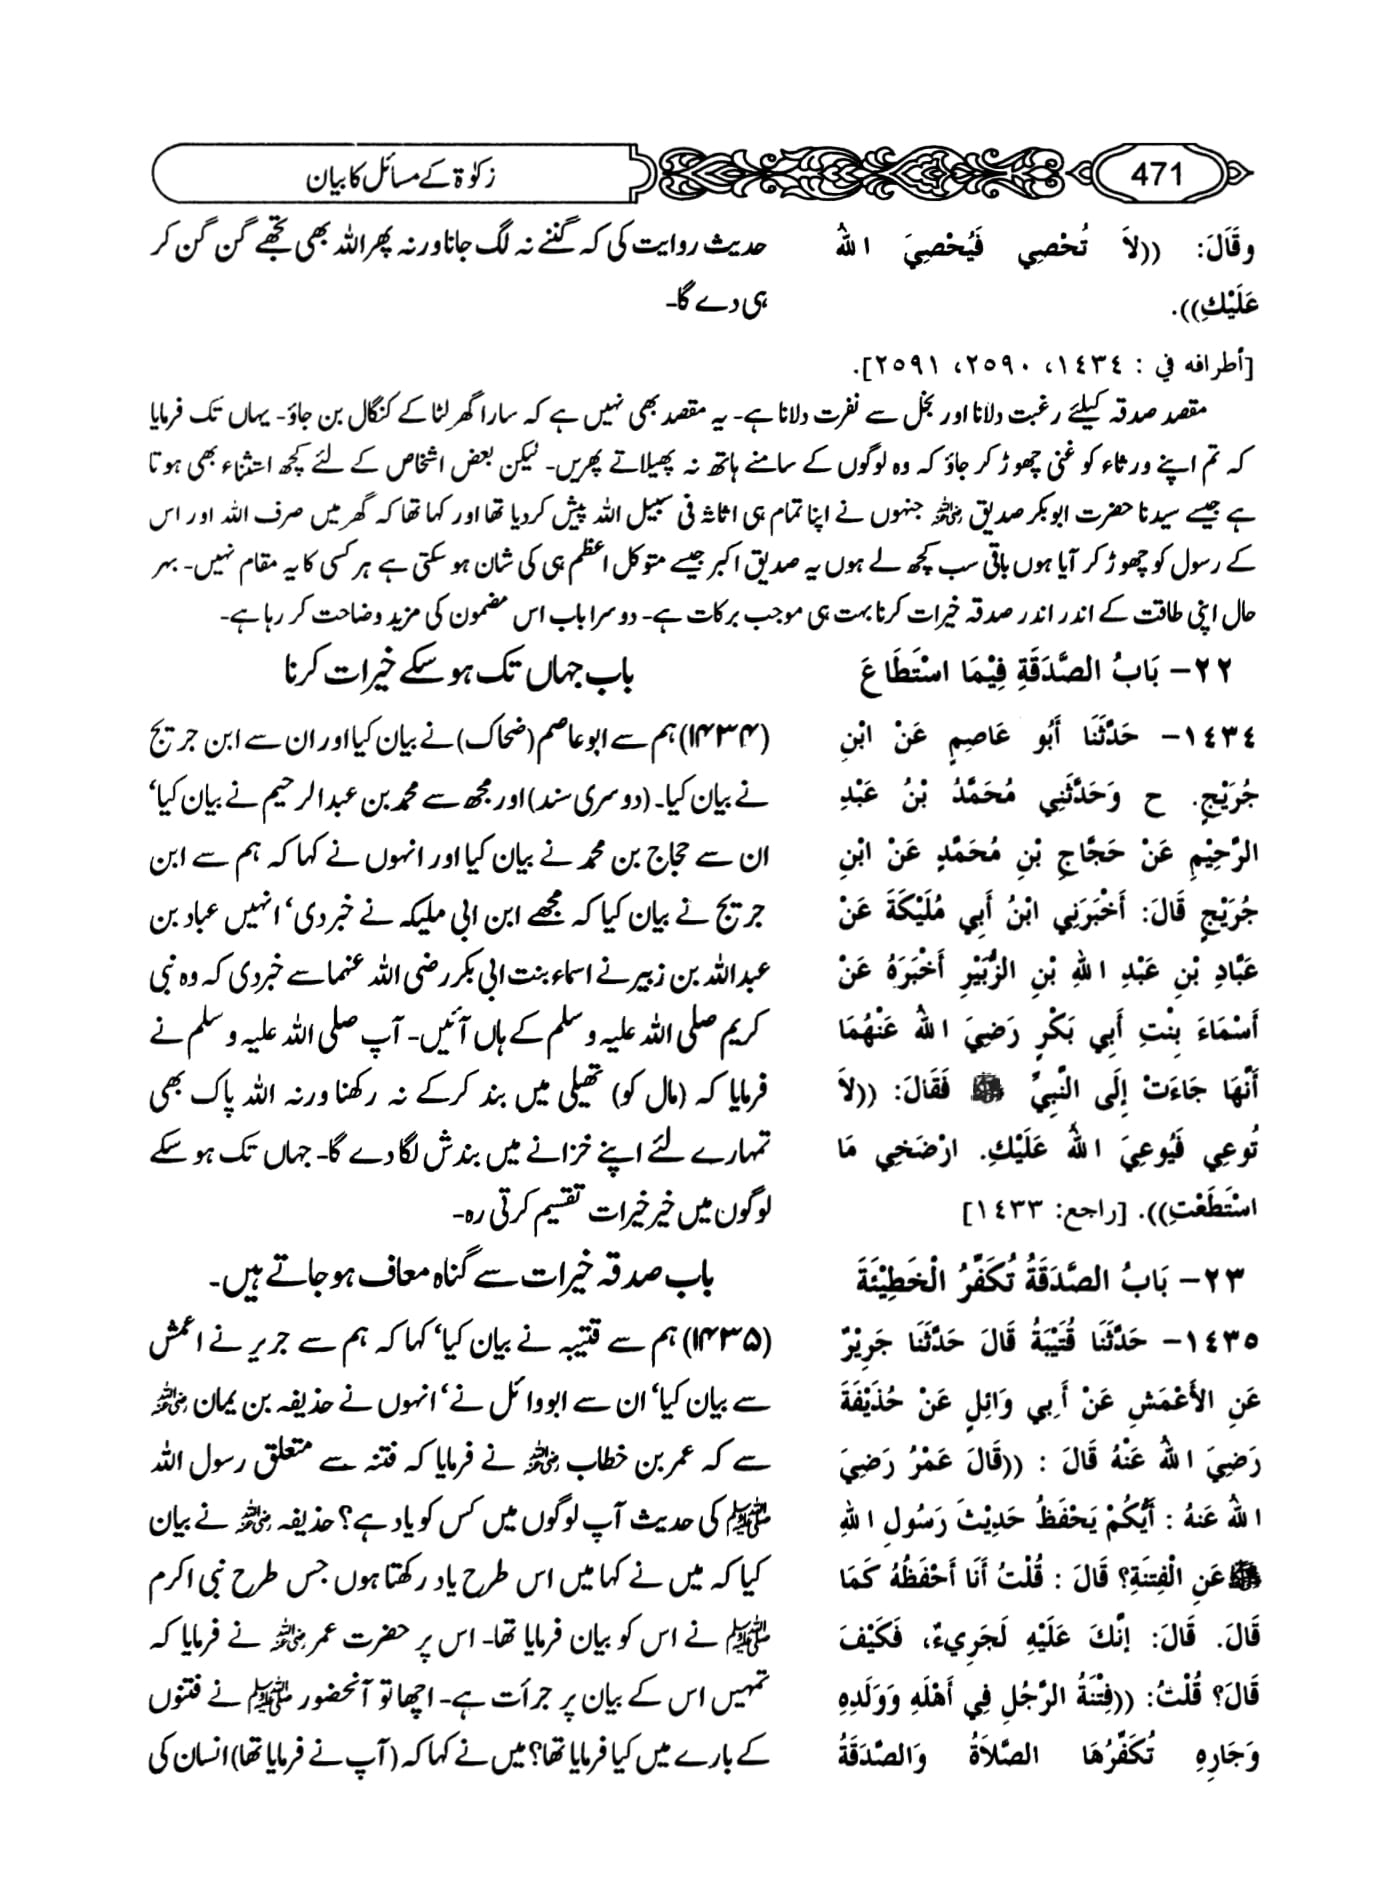 471
زکوٰۃ کے مسائل کا بیان
وقَالَ: ((لاَ تُحْصِي فَيُحْصِيَ اللهُ
عَلَيْكِ)).
حدیث روایت کی کہ گننے نہ لگ جانا ورنہ پھر اللہ بھی تجھے گن گن کر
ہی دے گا۔
[أطرافه في : ١٤٣٤، ٢٥٩٠، ٢٥٩١].
مقصد صدقہ کیلئے رغبت دلانا اور بخل سے نفرت دلانا ہے۔ یہ مقصد بھی نہیں ہے کہ سارا گھر لٹا کے کنگال بن جاؤ۔ یہاں تک فرمایا
کہ تم اپنے ورثاء کو غنی چھوڑ کر جاؤ کہ وہ لوگوں کے سامنے ہاتھ نہ پھیلاتے پھریں۔ لیکن بعض اشخاص کے لئے کچھ استثناء بھی ہوتا
ہے جیسے سیدنا حضرت ابوبکر صدیق رضی اللہ عنہ جنہوں نے اپنا تمام ہی اثاثہ فی سبیل اللہ پیش کردیا تھا اور کہا تھا کہ گھر میں صرف اللہ اور اس
کے رسول کو چھوڑ کر آیا ہوں باقی سب کچھ لے ہوں یہ صدیق اکبر جیسے متوکل اعظم ہی کی شان ہو سکتی ہے ہر کسی کا یہ مقام نہیں۔ بہر
حال اپنی طاقت کے اندر اندر صدقہ خیرات کرنا بہت ہی موجب برکات ہے۔ دوسرا باب اس مضمون کی مزید وضاحت کر رہا ہے۔
٢٢- بَابُ الصَّدَقَةِ فِيْمَا اسْتَطَاعَ
باب جہاں تک ہو سکے خیرات کرنا
١٤٣٤- حَدَّثَنَا أَبُو عَاصِمٍ عَنْ ابْنِ
جُرَيْجٍ. ح وَحَدَّثَنِي مُحَمَّدُ بْنُ عَبْدِ
الرَّحِيْمِ عَنْ حَجَّاجِ بْنِ مُحَمَّدٍ عَنْ ابْنِ
جُرَيْجٍ قَالَ: أَخْبَرَنِي ابْنُ أَبِي مُلَيْكَةَ عَنْ
عَبَّادِ بْنِ عَبْدِ اللهِ بْنِ الزُّبَيْرِ أَخْبَرَهُ عَنْ
أَسْمَاءَ بِنْتِ أَبِي بَكْرٍ رَضِيَ اللهُ عَنْهُمَا
أَنَّهَا جَاءَتْ إِلَى النَّبِيِّ ﷺ فَقَالَ: ((لاَ
تُوعِي فَيُوعِيَ اللهُ عَلَيْكِ. ارْضَخِي مَا
اسْتَطَعْتِ)). [راجع: ١٤٣٣]
(۱۴۳۴) ہم سے ابو عاصم (ضحاک) نے بیان کیا اور ان سے ابن جریج
نے بیان کیا۔ (دوسری سند) اور مجھ سے محمد بن عبدالرحیم نے بیان کیا‘
ان سے حجاج بن محمد نے بیان کیا اور انہوں نے کہا کہ ہم سے ابن
جریج نے بیان کیا کہ مجھے ابن ابی ملیکہ نے خبر دی‘ انہیں عباد بن
عبداللہ بن زبیر نے اسماء بنت ابی بکر رضی اللہ عنہما سے خبر دی کہ وہ نبی
کریم صلی اللہ علیہ و سلم کے ہاں آئیں۔ آپ صلی اللہ علیہ و سلم نے
فرمایا کہ (مال کو) تھیلی میں بند کر کے نہ رکھنا ورنہ اللہ پاک بھی
تمہارے لئے اپنے خزانے میں بندش لگا دے گا۔ جہاں تک ہو سکے
لوگوں میں خیر خیرات تقسیم کرتی رہ۔
٢٣- بَابُ الصَّدَقَةُ تُكَفِّرُ الْخَطِيْئَةَ
باب صدقہ خیرات سے گناہ معاف ہو جاتے ہیں۔
١٤٣٥- حَدَّثَنَا قُتَيْبَةُ قَالَ حَدَّثَنَا جَرِيْرٌ
عَنِ الأَعْمَشِ عَنْ أَبِي وَائِلٍ عَنْ حُذَيْفَةَ
رَضِيَ اللهُ عَنْهُ قَالَ : ((قَالَ عَمْرُ رَضِيَ
اللهُ عَنهُ : أَيُّكُمْ يَحْفَظُ حَدِيْثَ رَسُولِ اللهِ
ﷺ عَنِ الْفِتنَةِ؟ قَالَ : قُلْتُ أَنَا أَحْفَظُهُ كَمَا
قَالَ. قَالَ: إنَّكَ عَلَيْهِ لَجَرِيءٌ، فَكَيْفَ
قَالَ؟ قُلْتُ: ((فِتْنَةُ الرَّجُلِ فِي أَهْلَهِ وَوَلَدِهِ
وَجَارِهِ تُكَفِّرُهَا الصَّلاَةُ وَالصَّدَقَةُ
(۱۴۳۵) ہم سے قتیبہ نے بیان کیا‘ کہا کہ ہم سے جریر نے اعمش
سے بیان کیا‘ ان سے ابو وائل نے‘ انہوں نے حذیفہ بن یمان رضی اللہ عنہ
سے کہ عمر بن خطاب رضی اللہ عنہ نے فرمایا کہ فتنہ سے متعلق رسول اللہ
ﷺ کی حدیث آپ لوگوں میں کس کو یاد ہے؟ حذیفہ رضی اللہ عنہ نے بیان
کیا کہ میں نے کہا میں اس طرح یاد رکھتا ہوں جس طرح نبی اکرم
ﷺ نے اس کو بیان فرمایا تھا۔ اس پر حضرت عمر رضی اللہ عنہ نے فرمایا کہ
تمہیں اس کے بیان پر جرأت ہے۔ اچھا تو آنحضور ﷺ نے فتنوں
کے بارے میں کیا فرمایا تھا؟ میں نے کہا کہ (آپ نے فرمایا تھا) انسان کی